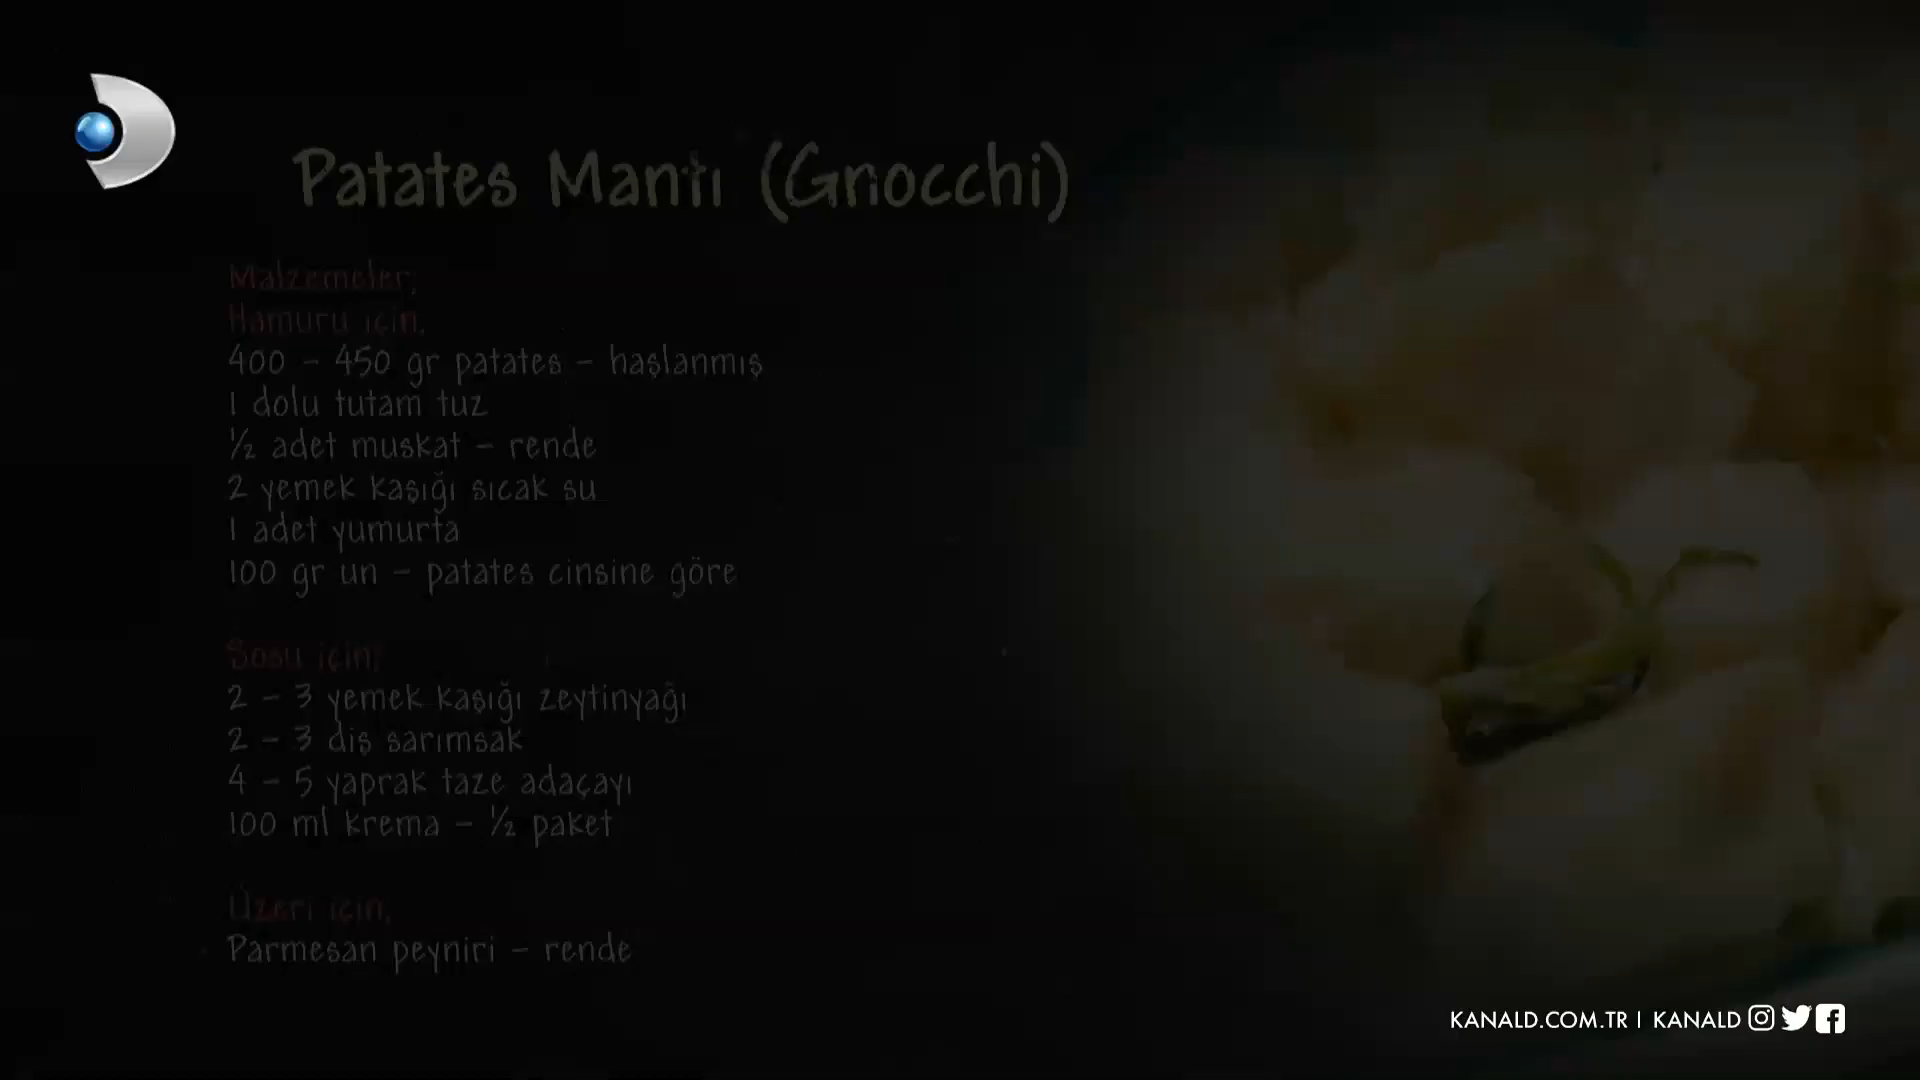 Patates Mantı (Gnocchi)
Malzemeler;
Hamuru için;
400 – 450 gr patates – haşlanmış
1 dolu tutam tuz
½ adet muskat – rende
2 yemek kaşığı sıcak su
1 adet yumurta
100 gr un – patates cinsine göre
Sosu için;
2 – 3 yemek kaşığı zeytinyağı
2 – 3 diş sarımsak
4 – 5 yaprak taze adaçayı
100 ml krema – ½ paket
Üzeri için;
Parmesan peyniri – rende
KANALD.COM.TR | KANALD